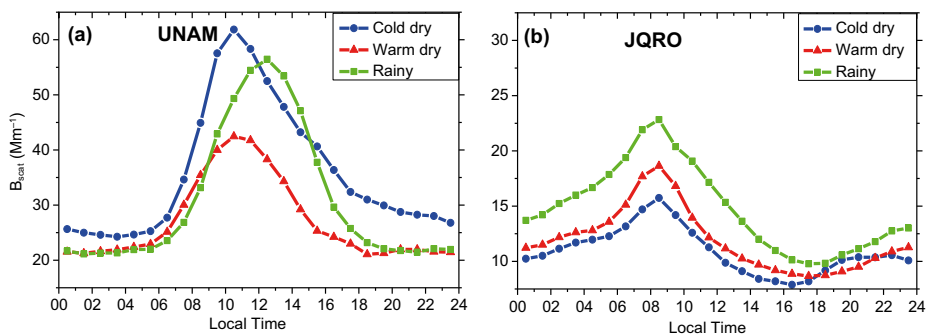 (a) UNAM
Cold dry
Warm dry
Rainy
60
50
40
30
20
B_scat (Mm⁻¹)
00 02 04 06 08 10 12 14 16 18 20 22 24
Local Time
(b) JQRO
Cold dry
Warm dry
Rainy
30
25
20
15
10
00 02 04 06 08 10 12 14 16 18 20 22 24
Local Time